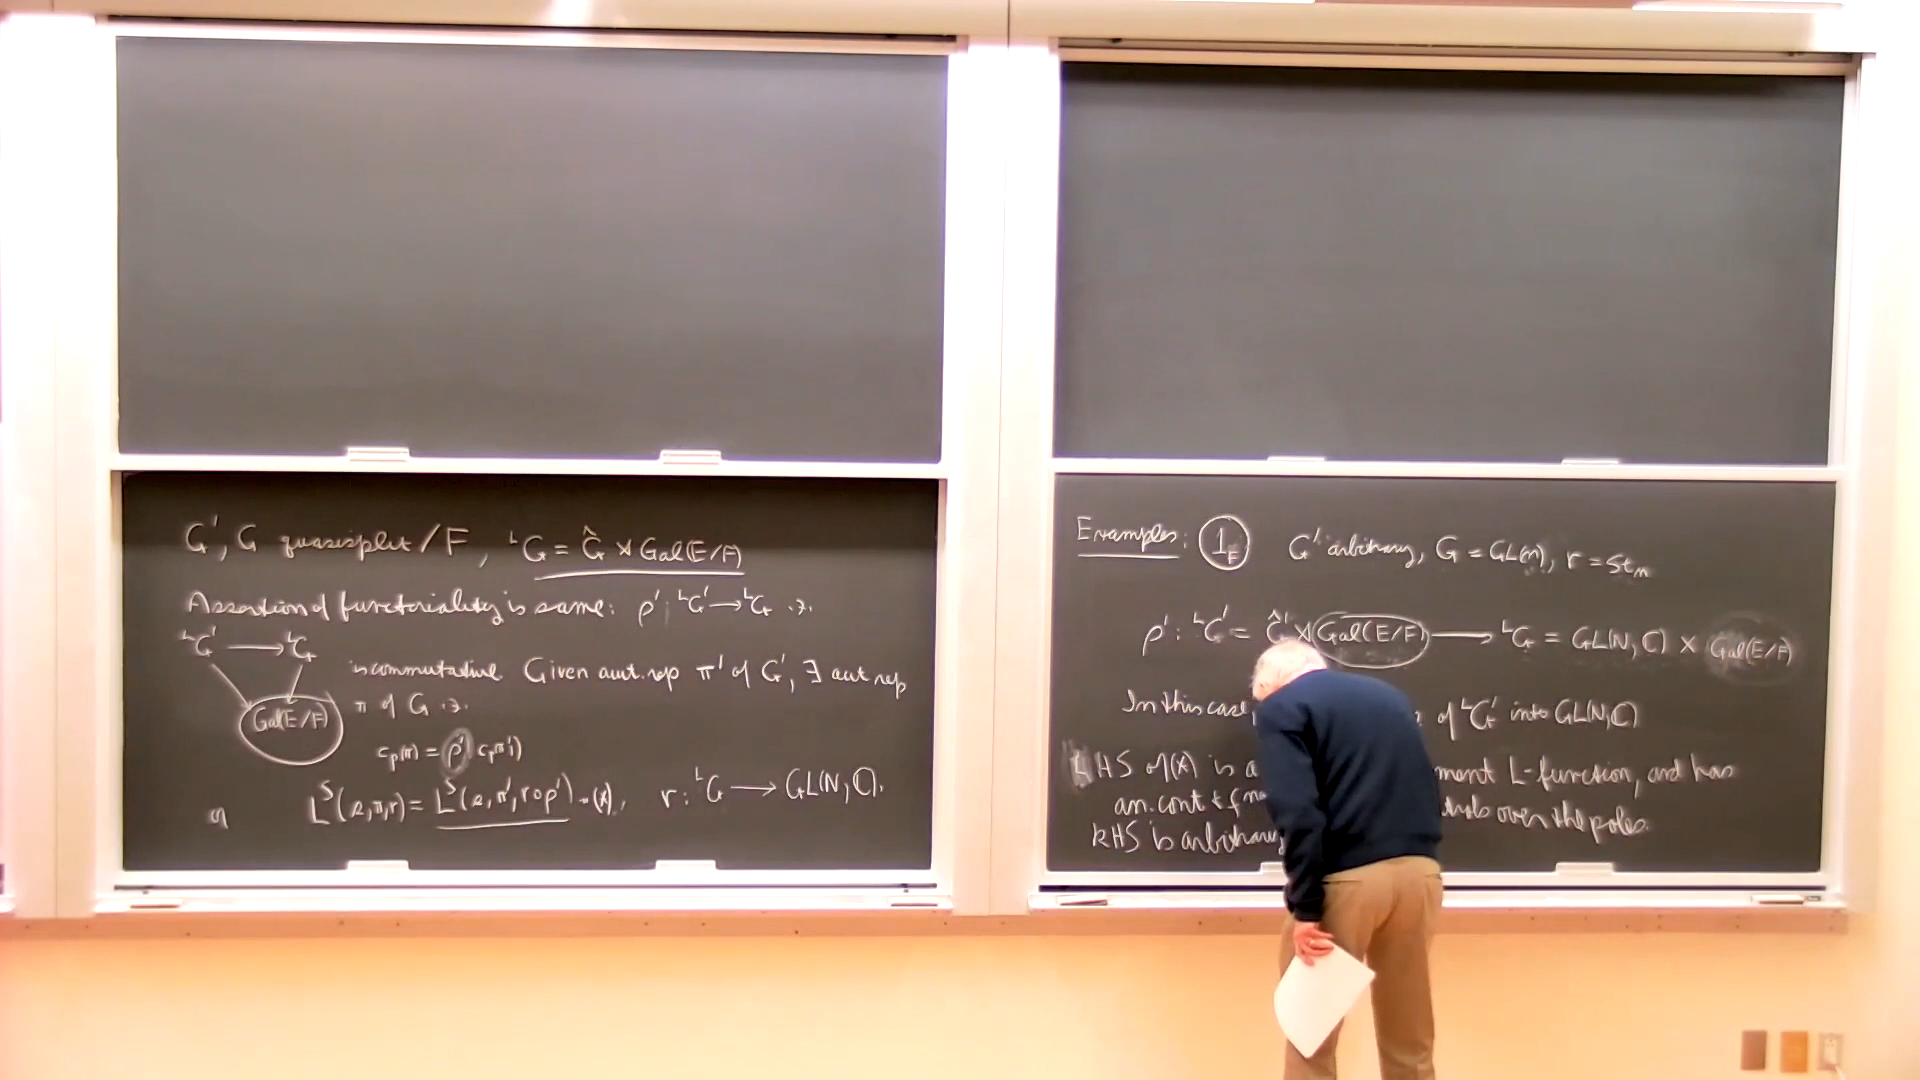 G', G quasisplit/F, ᴸG = Ĝ ⋊ Gal(E/F)
Assertion of functoriality is same: ρ': ᴸG' → ᴸG .∋.
ᴸG' → ᴸG
Gal(E/F)
is commutative. Given aut. rep π' of G', ∃ aut rep
π of G .∋.
c_p(π) = ρ'(c_p(π'))
Lˢ(s,π,r) = Lˢ(s,π',r∘ρ') - (*), r: ᴸG → GL(N,ℂ).
Examples: 1_F G' arbitrary, G = GL(n), r = St_n
ρ': ᴸG' = Ĝ' ⋊ Gal(E/F) → ᴸG = GL(N,ℂ) × Gal(E/F)
In this case, of ᴸG' into GL(N,ℂ)
LHS of (*) is a ment L-function, and has
an. cont & f over the poles.
RHS is arbitrary